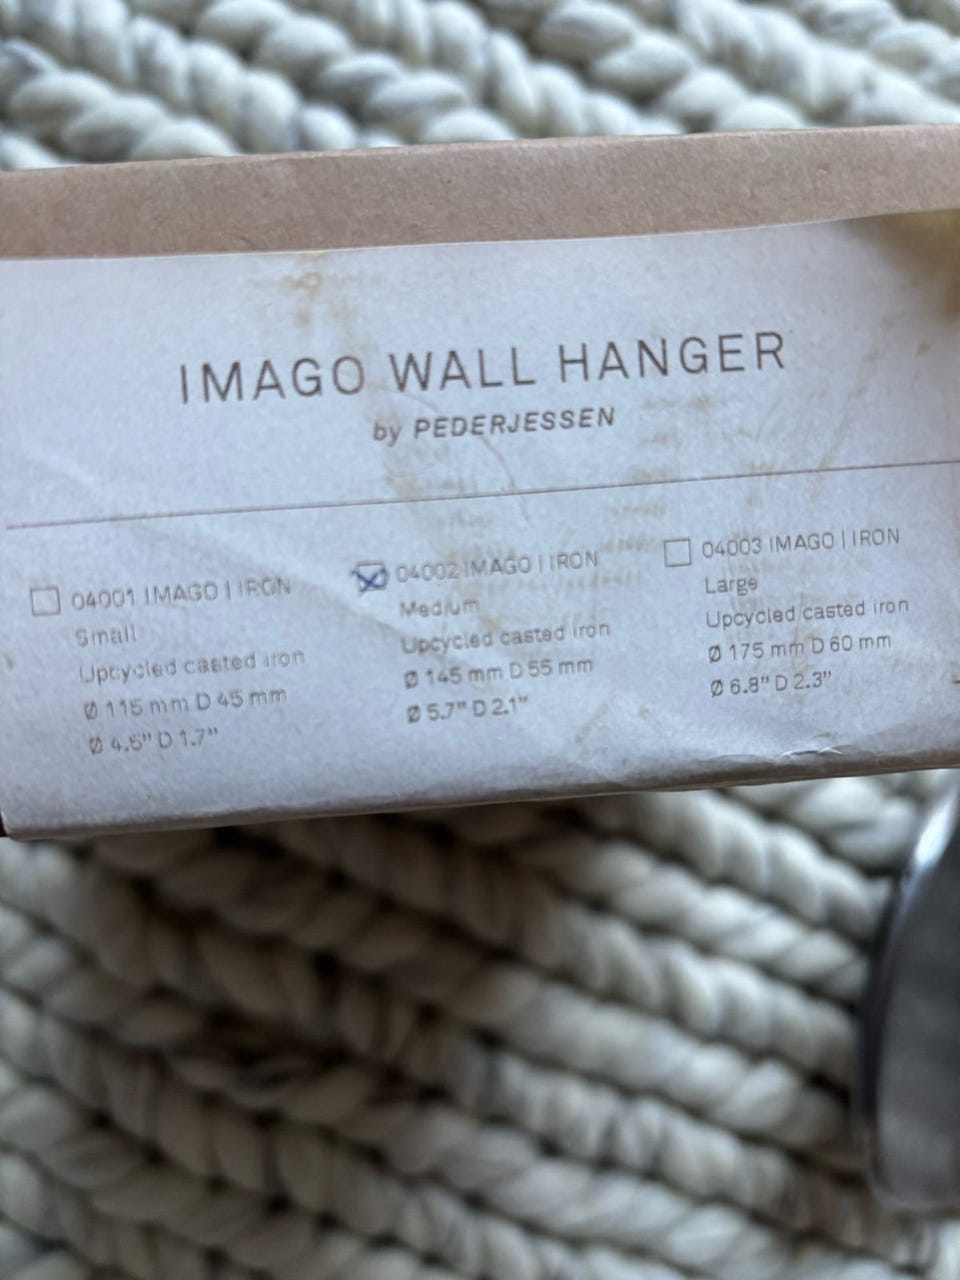 IMAGO WALL HANGER
by PEDERJESSEN
04001 IMAGO | IRON
Small
Upcycled casted iron
Ø 115 mm D 45 mm
Ø 4.5" D 1.7"
04002 IMAGO | IRON
Medium
Upcycled casted iron
Ø 145 mm D 55 mm
Ø 5.7" D 2.1"
04003 IMAGO | IRON
Large
Upcycled casted iron
Ø 175 mm D 60 mm
Ø 6.8" D 2.3"